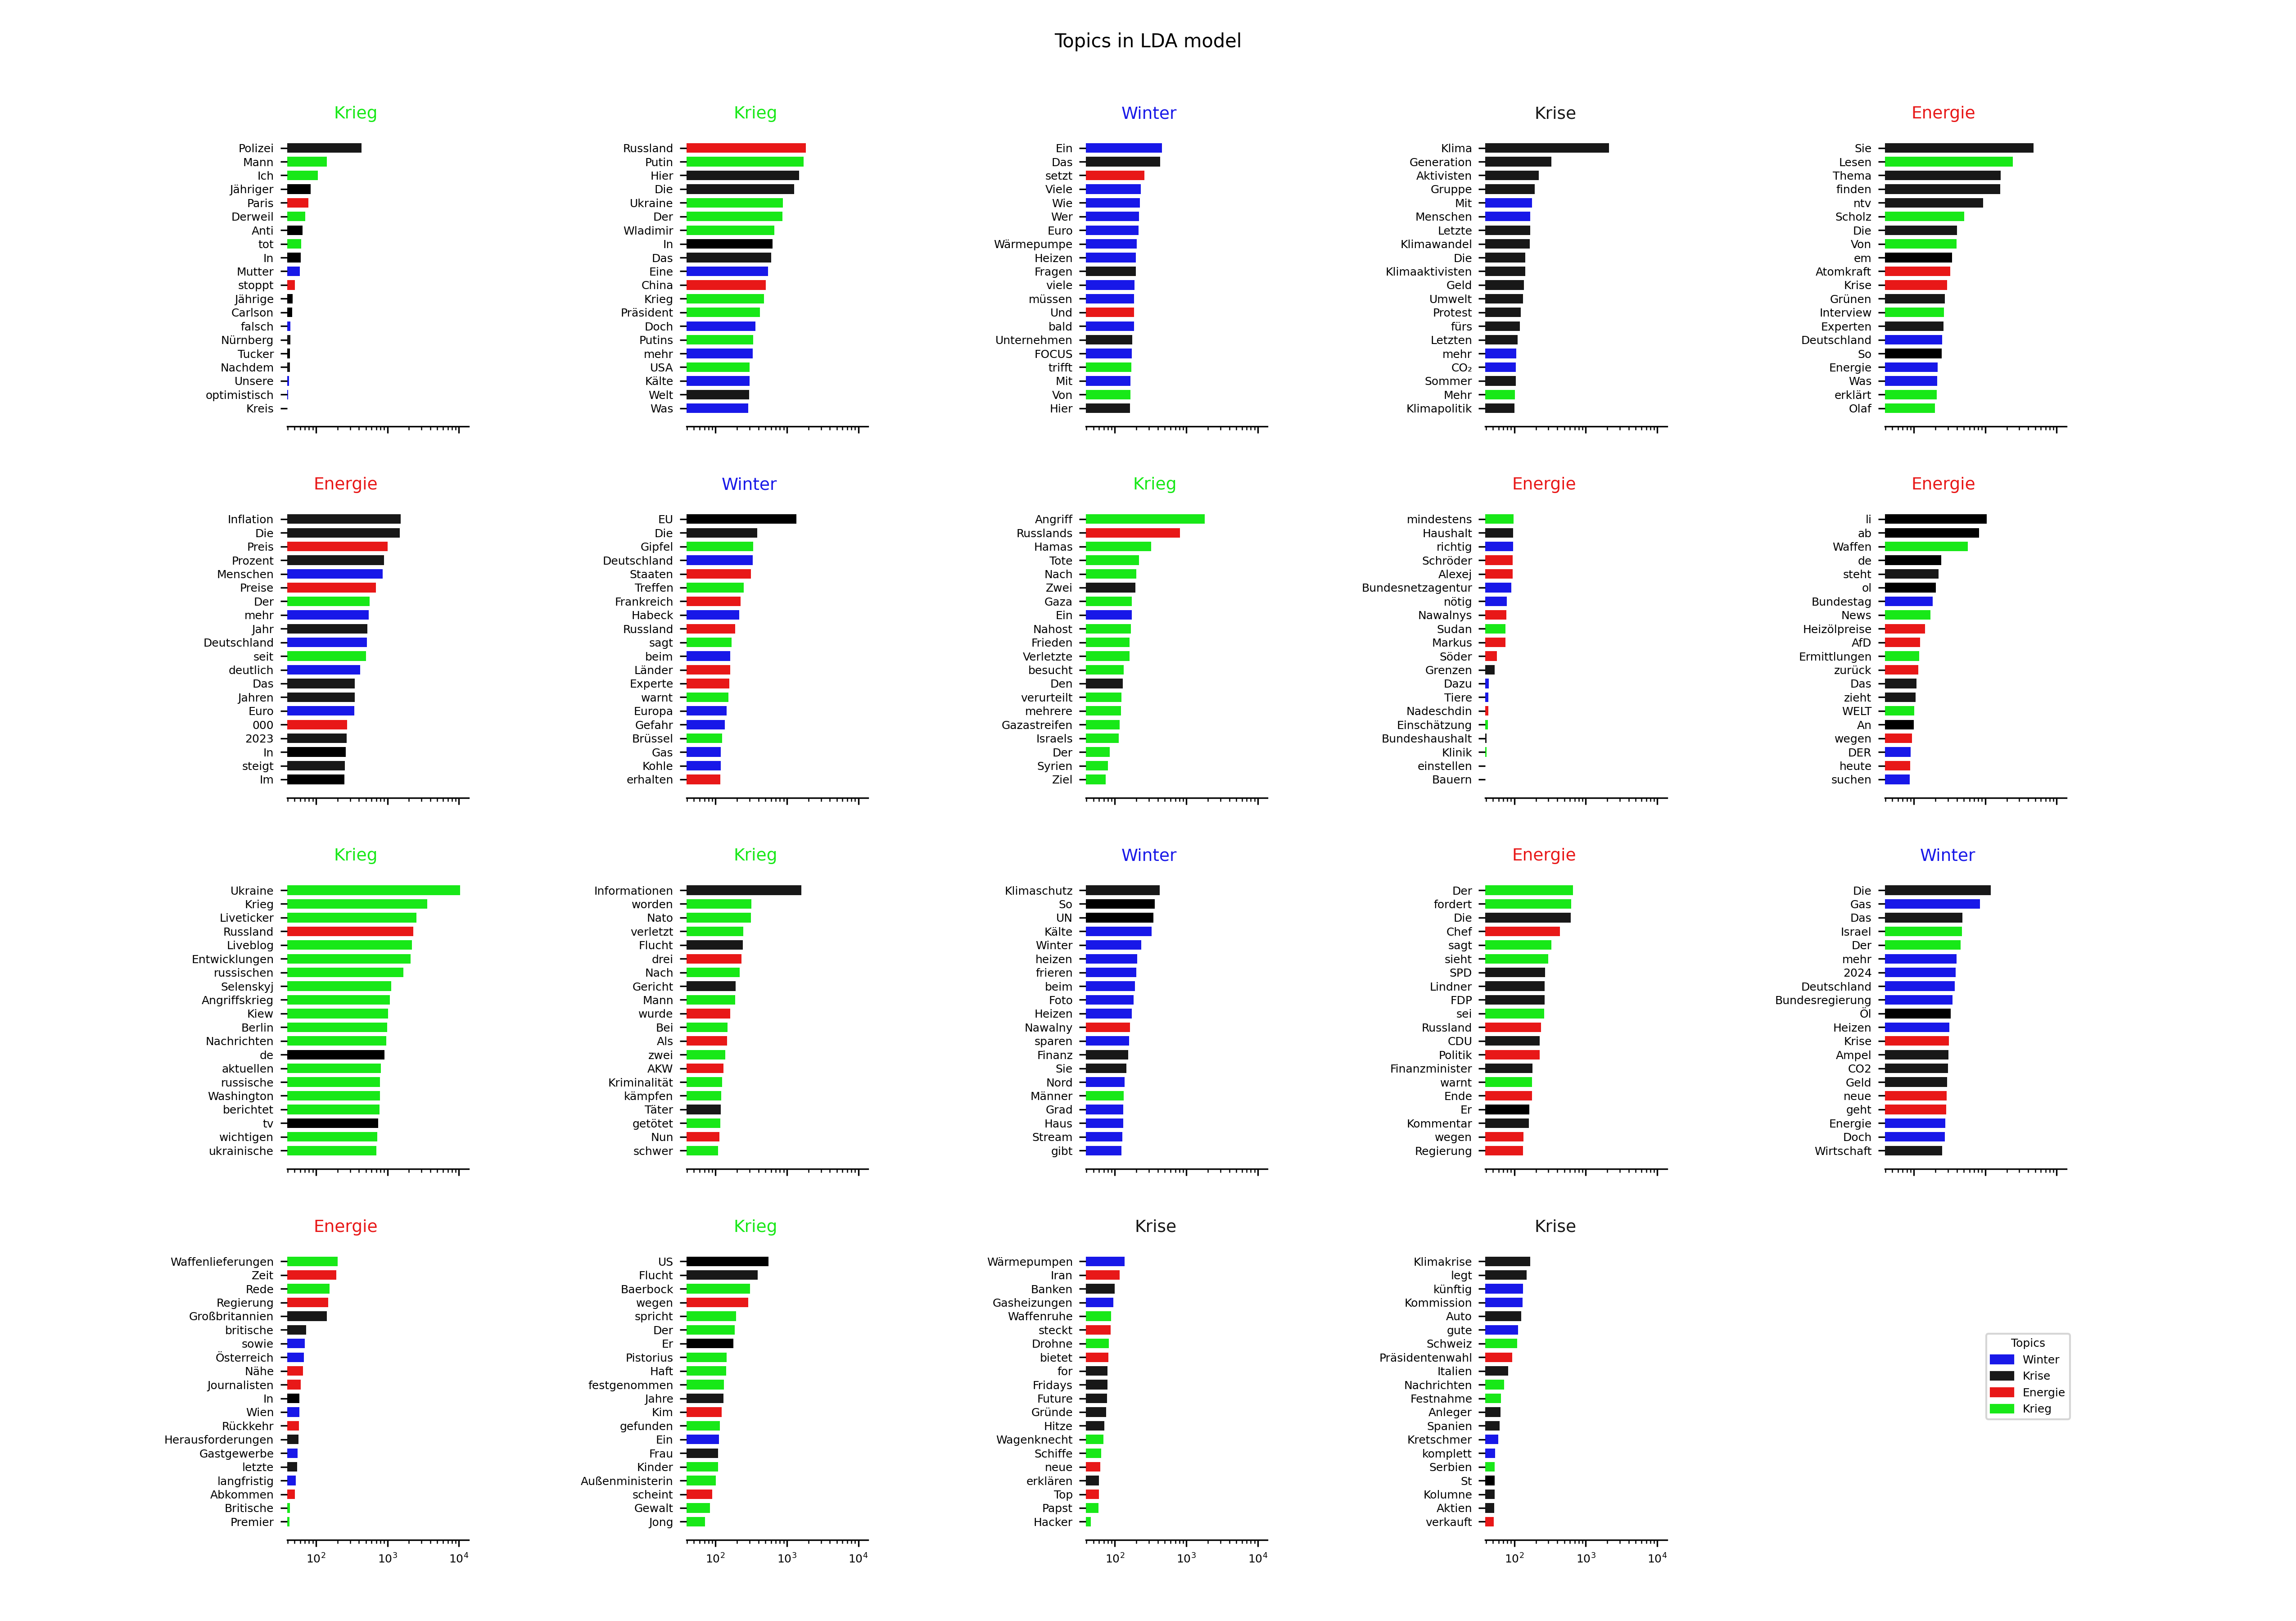 Topics in LDA model
Krieg
Polizei
Mann
Ich
Jähriger
Paris
Derweil
Anti
tot
In
Mutter
stoppt
Jährige
Carlson
falsch
Nürnberg
Tucker
Nachdem
Unsere
optimistisch
Kreis
Krieg
Russland
Putin
Hier
Die
Ukraine
Der
Wladimir
In
Das
Eine
China
Krieg
Präsident
Doch
Putins
mehr
USA
Kälte
Welt
Was
Winter
Ein
Das
setzt
Viele
Wie
Wer
Euro
Wärmepumpe
Heizen
Fragen
viele
müssen
Und
bald
Unternehmen
FOCUS
trifft
Mit
Von
Hier
Krise
Klima
Generation
Aktivisten
Gruppe
Mit
Menschen
Letzte
Klimawandel
Die
Klimaaktivisten
Geld
Umwelt
Protest
fürs
Letzten
mehr
CO₂
Sommer
Mehr
Klimapolitik
Energie
Sie
Lesen
Thema
finden
ntv
Scholz
Die
Von
em
Atomkraft
Krise
Grünen
Interview
Experten
Deutschland
So
Energie
Was
erklärt
Olaf
Energie
Inflation
Die
Preis
Prozent
Menschen
Preise
Der
mehr
Jahr
Deutschland
seit
deutlich
Das
Jahren
Euro
000
2023
In
steigt
Im
Winter
EU
Die
Gipfel
Deutschland
Staaten
Treffen
Frankreich
Habeck
Russland
sagt
beim
Länder
Experte
warnt
Europa
Gefahr
Brüssel
Gas
Kohle
erhalten
Krieg
Angriff
Russlands
Hamas
Tote
Nach
Zwei
Gaza
Ein
Nahost
Frieden
Verletzte
besucht
Den
verurteilt
mehrere
Gazastreifen
Israels
Der
Syrien
Ziel
Energie
mindestens
Haushalt
richtig
Schröder
Alexej
Bundesnetzagentur
nötig
Nawalnys
Sudan
Markus
Söder
Grenzen
Dazu
Tiere
Nadeschdin
Einschätzung
Bundeshaushalt
Klinik
einstellen
Bauern
Energie
li
ab
Waffen
de
steht
ol
Bundestag
News
Heizölpreise
AfD
Ermittlungen
zurück
Das
zieht
WELT
An
wegen
DER
heute
suchen
Krieg
Ukraine
Krieg
Liveticker
Russland
Liveblog
Entwicklungen
russischen
Selenskyj
Angriffskrieg
Kiew
Berlin
Nachrichten
de
aktuellen
russische
Washington
berichtet
tv
wichtigen
ukrainische
Krieg
Informationen
worden
Nato
verletzt
Flucht
drei
Nach
Gericht
Mann
wurde
Bei
Als
zwei
AKW
Kriminalität
kämpfen
Täter
getötet
Nun
schwer
Winter
Klimaschutz
So
UN
Kälte
Winter
heizen
frieren
beim
Foto
Heizen
Nawalny
sparen
Finanz
Sie
Nord
Männer
Grad
Haus
Stream
gibt
Energie
Der
fordert
Die
Chef
sagt
sieht
SPD
Lindner
FDP
sei
Russland
CDU
Politik
Finanzminister
warnt
Ende
Er
Kommentar
wegen
Regierung
Winter
Die
Gas
Das
Israel
Der
mehr
2024
Deutschland
Bundesregierung
Öl
Heizen
Krise
Ampel
CO2
Geld
neue
geht
Energie
Doch
Wirtschaft
Energie
Waffenlieferungen
Zeit
Rede
Regierung
Großbritannien
britische
sowie
Österreich
Nähe
Journalisten
In
Wien
Rückkehr
Herausforderungen
Gastgewerbe
letzte
langfristig
Abkommen
Britische
Premier
10² 10³ 10⁴
Krieg
US
Flucht
Baerbock
wegen
spricht
Der
Er
Pistorius
Haft
festgenommen
Jahre
Kim
gefunden
Ein
Frau
Kinder
Außenministerin
scheint
Gewalt
Jong
10² 10³ 10⁴
Krise
Wärmepumpen
Iran
Banken
Gasheizungen
Waffenruhe
steckt
Drohne
bietet
for
Fridays
Future
Gründe
Hitze
Wagenknecht
Schiffe
neue
erklären
Top
Papst
Hacker
10² 10³ 10⁴
Krise
Klimakrise
legt
künftig
Kommission
Auto
gute
Schweiz
Präsidentenwahl
Italien
Nachrichten
Festnahme
Anleger
Spanien
Kretschmer
komplett
Serbien
St
Kolumne
Aktien
verkauft
10² 10³ 10⁴
Topics
Winter
Krise
Energie
Krieg